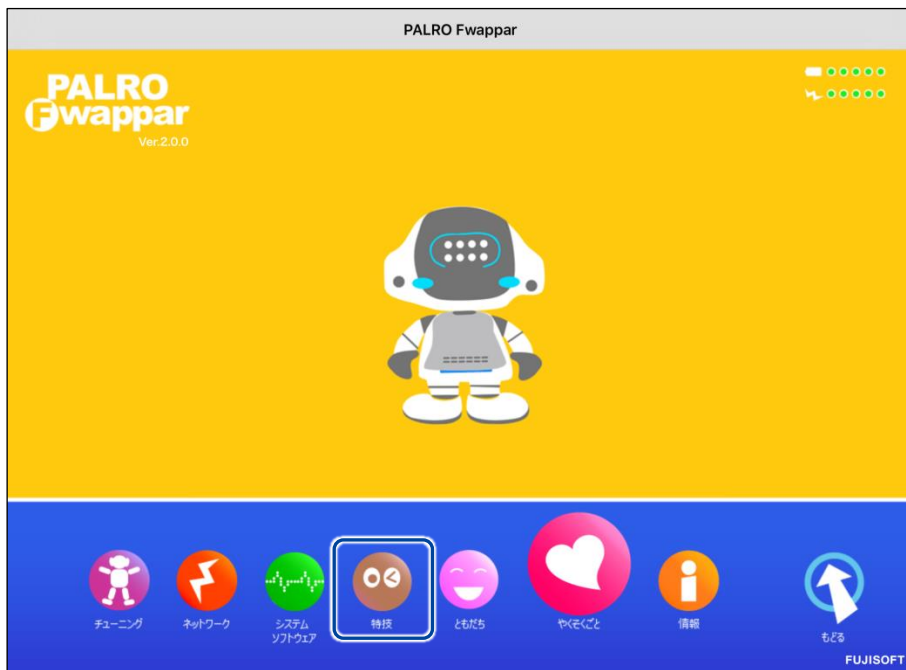 PALRO Fwappar
PALRO
Fwappar
Ver.2.0.0
チューニング
ネットワーク
システム
ソフトウェア
特技
ともだち
やくそくごと
情報
もどる
FUJISOFT